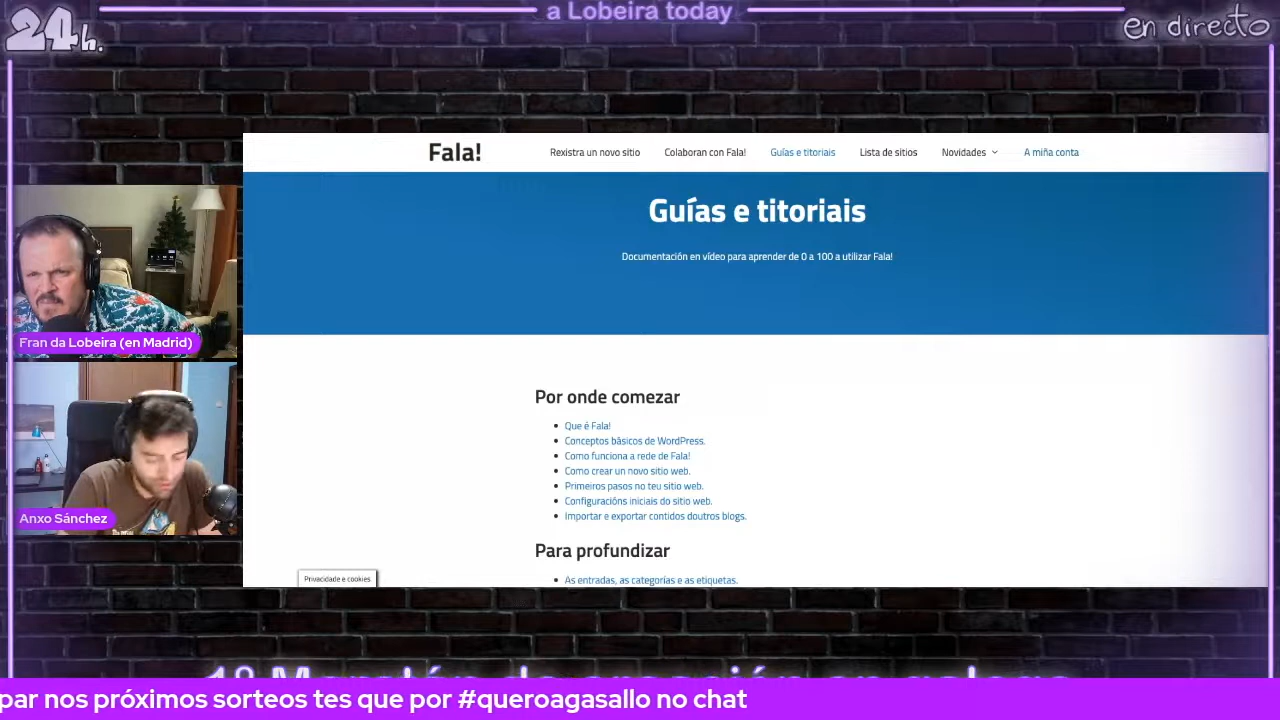 24h.
a Lobeira today
en directo
Fala!
Rexistra un novo sitio
Colaboran con Fala!
Guías e titoriais
Lista de sitios
Novidades
A miña conta
Guías e titoriais
Documentación en vídeo para aprender de 0 a 100 a utilizar Fala!
Fran da Lobeira (en Madrid)
Anxo Sánchez
Por onde comezar
Que é Fala!
Conceptos básicos de WordPress.
Como funciona a rede de Fala!
Como crear un novo sitio web.
Primeiros pasos no teu sitio web.
Configuracións iniciais do sitio web.
Importar e exportar contidos doutros blogs.
Para profundizar
As entradas, as categorías e as etiquetas.
Privacidade e cookies
par nos próximos sorteos tes que por #queroagasallo no chat